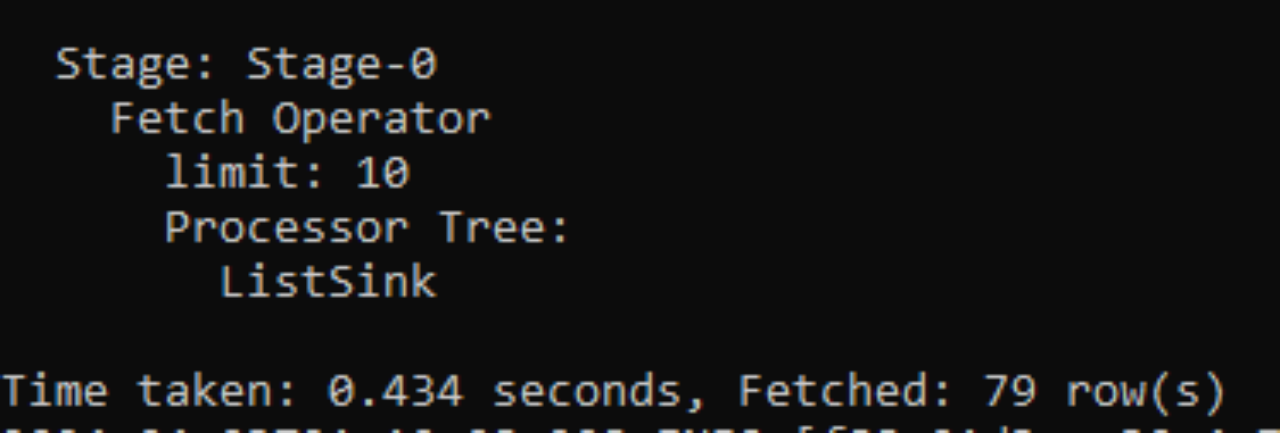 Stage: Stage-0
Fetch Operator
limit: 10
Processor Tree:
ListSink
Time taken: 0.434 seconds, Fetched: 79 row(s)